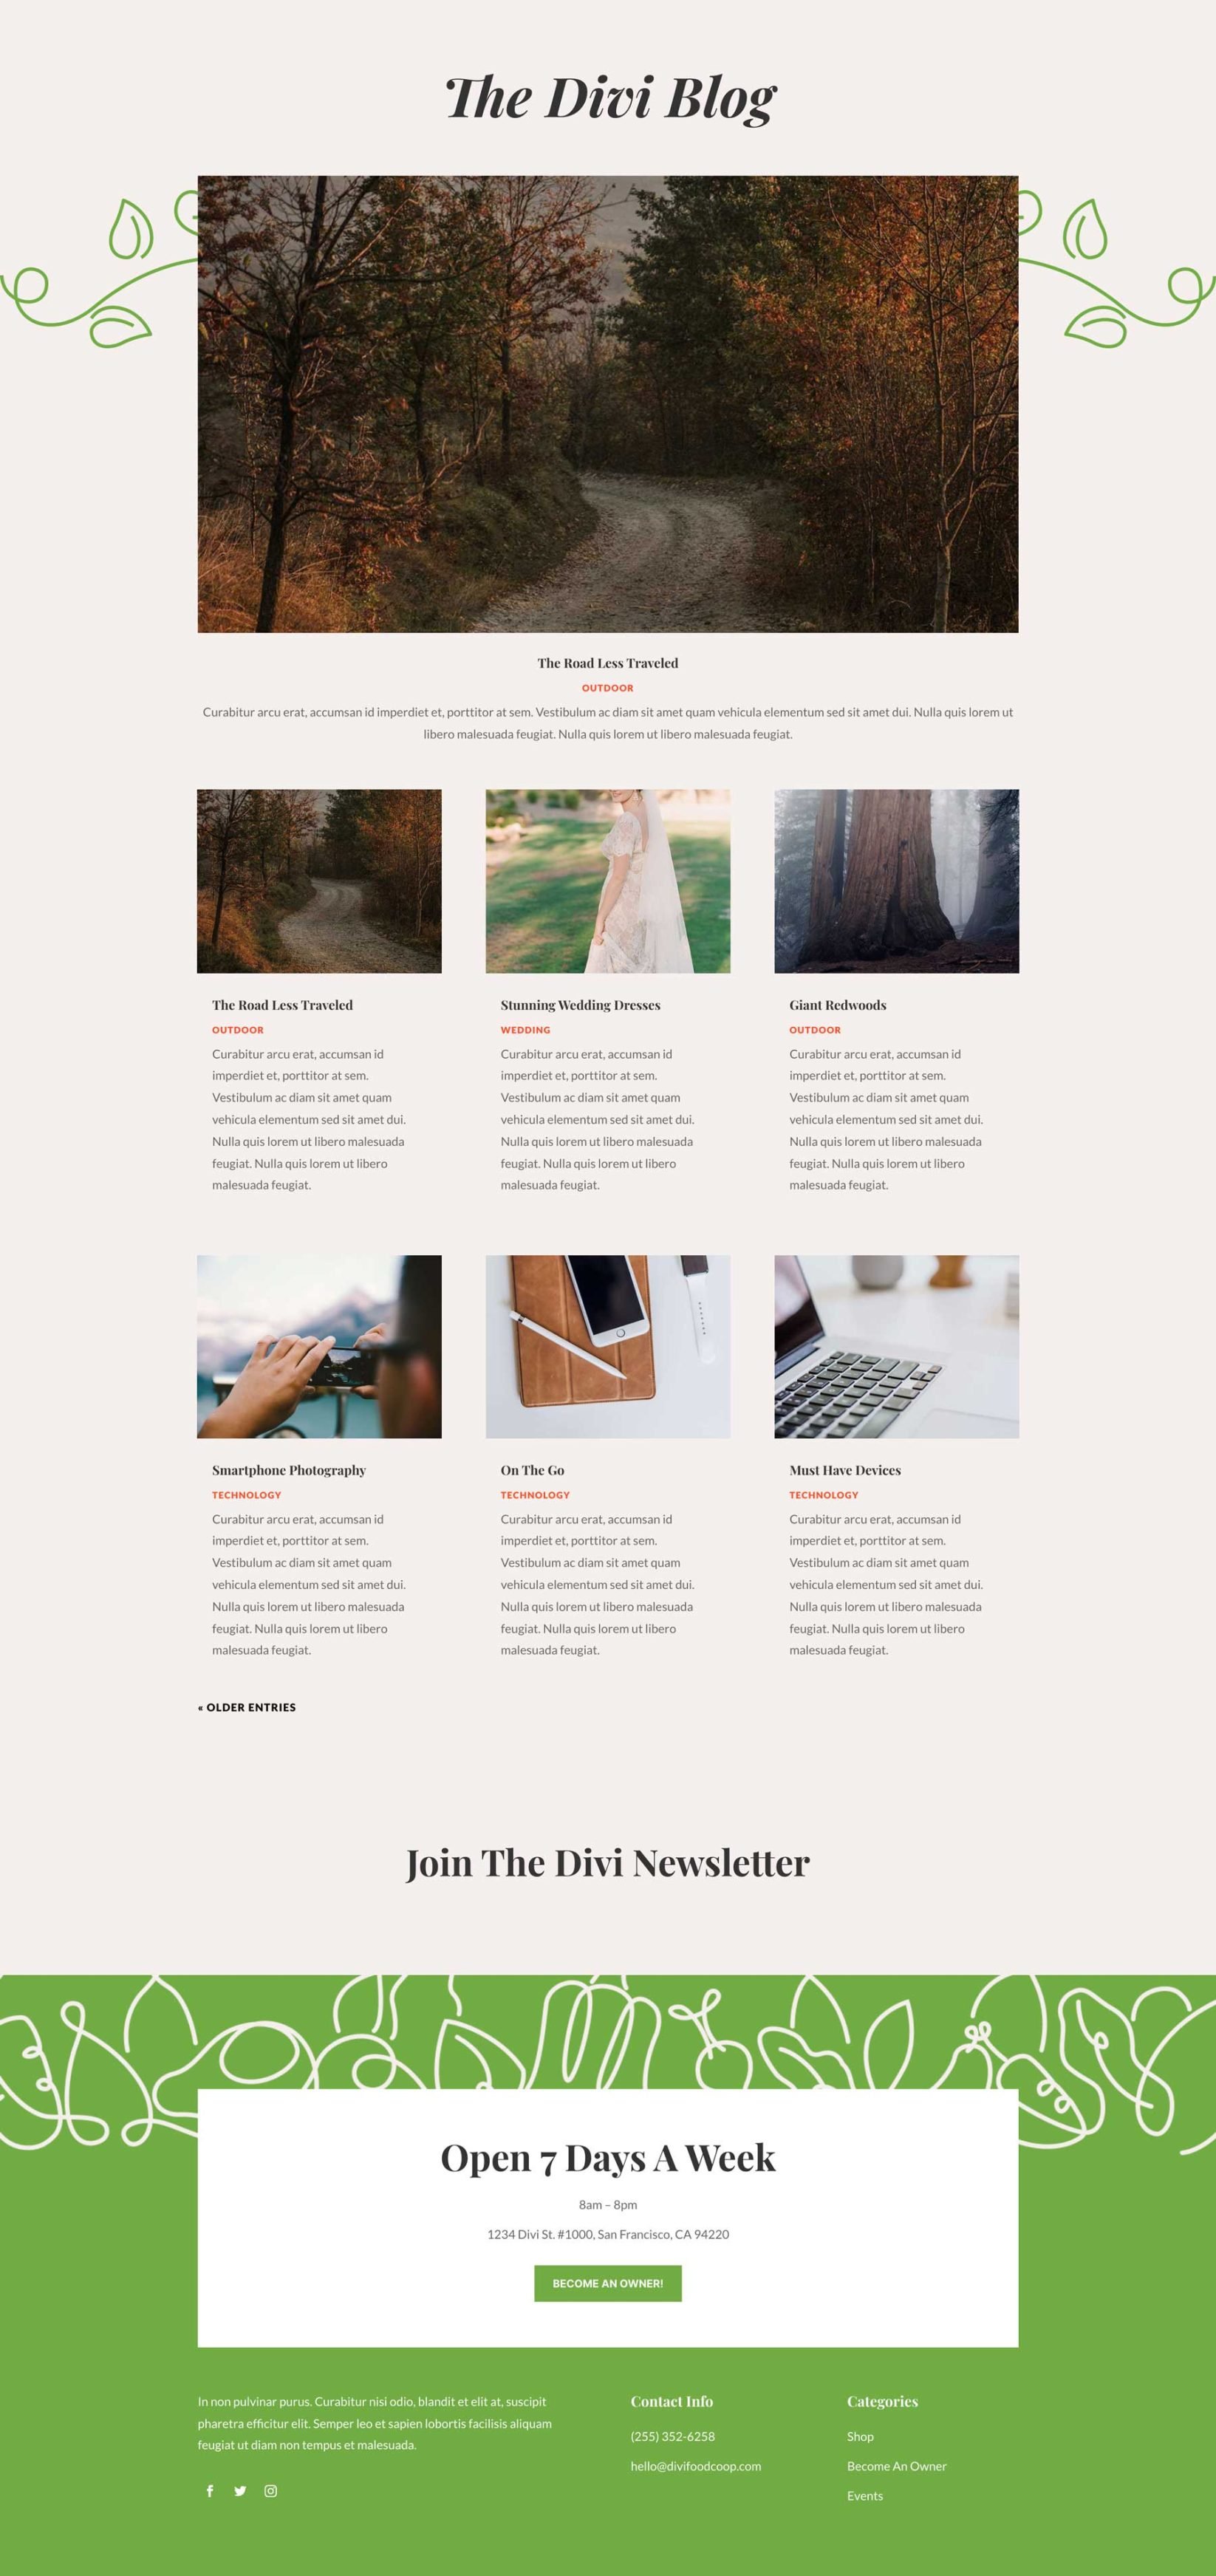 The Divi Blog
The Road Less Traveled
OUTDOOR
Curabitur arcu erat, accumsan id imperdiet et, porttitor at sem. Vestibulum ac diam sit amet quam vehicula elementum sed sit amet dui. Nulla quis lorem ut
libero malesuada feugiat. Nulla quis lorem ut libero malesuada feugiat.
The Road Less Traveled
OUTDOOR
Curabitur arcu erat, accumsan id
imperdiet et, porttitor at sem.
Vestibulum ac diam sit amet quam
vehicula elementum sed sit amet dui.
Nulla quis lorem ut libero malesuada
feugiat. Nulla quis lorem ut libero
malesuada feugiat.
Stunning Wedding Dresses
WEDDING
Curabitur arcu erat, accumsan id
imperdiet et, porttitor at sem.
Vestibulum ac diam sit amet quam
vehicula elementum sed sit amet dui.
Nulla quis lorem ut libero malesuada
feugiat. Nulla quis lorem ut libero
malesuada feugiat.
Giant Redwoods
OUTDOOR
Curabitur arcu erat, accumsan id
imperdiet et, porttitor at sem.
Vestibulum ac diam sit amet quam
vehicula elementum sed sit amet dui.
Nulla quis lorem ut libero malesuada
feugiat. Nulla quis lorem ut libero
malesuada feugiat.
Smartphone Photography
TECHNOLOGY
Curabitur arcu erat, accumsan id
imperdiet et, porttitor at sem.
Vestibulum ac diam sit amet quam
vehicula elementum sed sit amet dui.
Nulla quis lorem ut libero malesuada
feugiat. Nulla quis lorem ut libero
malesuada feugiat.
On The Go
TECHNOLOGY
Curabitur arcu erat, accumsan id
imperdiet et, porttitor at sem.
Vestibulum ac diam sit amet quam
vehicula elementum sed sit amet dui.
Nulla quis lorem ut libero malesuada
feugiat. Nulla quis lorem ut libero
malesuada feugiat.
Must Have Devices
TECHNOLOGY
Curabitur arcu erat, accumsan id
imperdiet et, porttitor at sem.
Vestibulum ac diam sit amet quam
vehicula elementum sed sit amet dui.
Nulla quis lorem ut libero malesuada
feugiat. Nulla quis lorem ut libero
malesuada feugiat.
« OLDER ENTRIES
Join The Divi Newsletter
Open 7 Days A Week
8am – 8pm
1234 Divi St. #1000, San Francisco, CA 94220
BECOME AN OWNER!
In non pulvinar purus. Curabitur nisi odio, blandit et elit at, suscipit
pharetra efficitur elit. Semper leo et sapien lobortis facilisis aliquam
feugiat ut diam non tempus et malesuada.
Contact Info
(255) 352-6258
hello@divifoodcoop.com
Categories
Shop
Become An Owner
Events